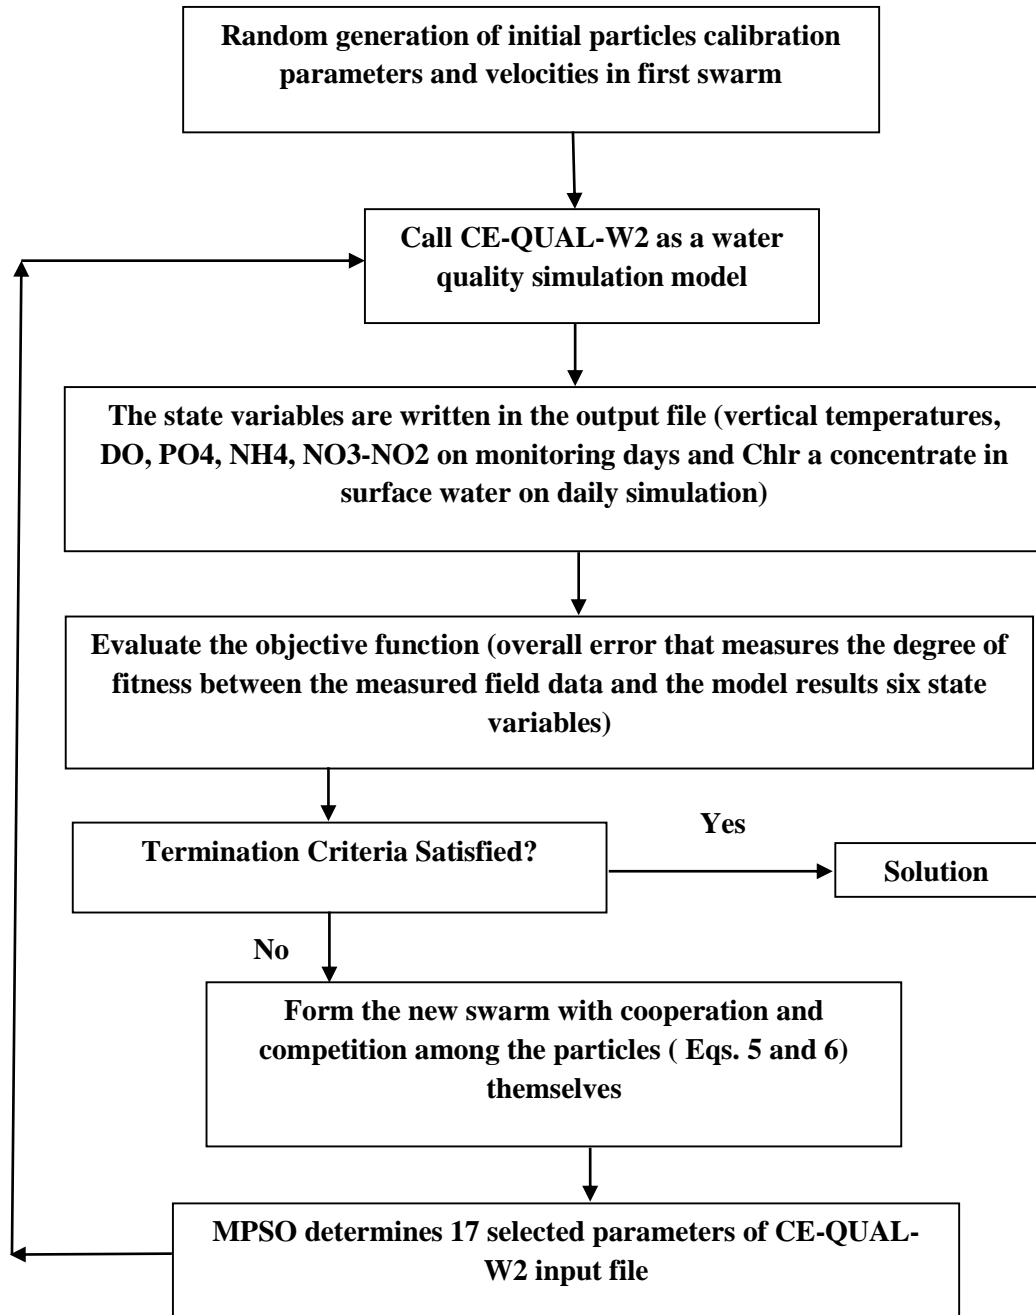 Random generation of initial particles calibration
parameters and velocities in first swarm
Call CE-QUAL-W2 as a water
quality simulation model
The state variables are written in the output file (vertical temperatures,
DO, PO4, NH4, NO3-NO2 on monitoring days and Chlr a concentrate in
surface water on daily simulation)
Evaluate the objective function (overall error that measures the degree of
fitness between the measured field data and the model results six state
variables)
Termination Criteria Satisfied?
Yes
Solution
No
Form the new swarm with cooperation and
competition among the particles ( Eqs. 5 and 6)
themselves
MPSO determines 17 selected parameters of CE-QUAL-
W2 input file